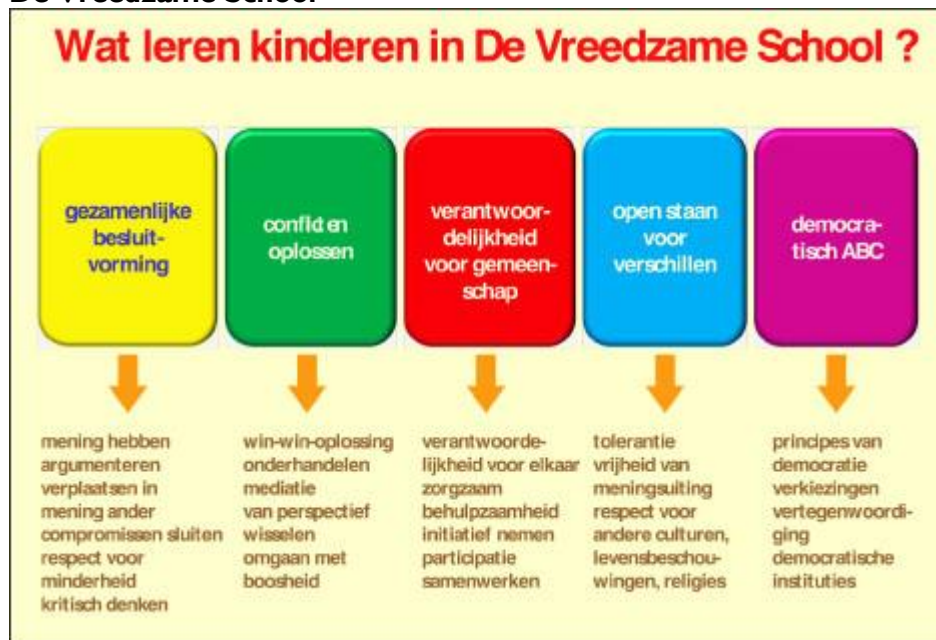 De Vreedzame School
Wat leren kinderen in De Vreedzame School ?
gezamenlijke
besluit-
vorming
conflicten
oplossen
verantwoor-
delijkheid
voor gemeen-
schap
open staan
voor
verschillen
democra-
tisch ABC
mening hebben
argumenteren
verplaatsen in
mening ander
compromissen sluiten
respect voor
minderheid
kritisch denken
win-win-oplossing
onderhandelen
mediatie
van perspectief
wisselen
omgaan met
boosheid
verantwoorde-
lijkheid voor elkaar
zorgzaam
behulpzaamheid
initiatief nemen
participatie
samenwerken
tolerantie
vrijheid van
meningsuiting
respect voor
andere culturen,
levensbeschou-
wingen, religies
principes van
democratie
verkiezingen
vertegenwoordi-
ging
democratische
instituties